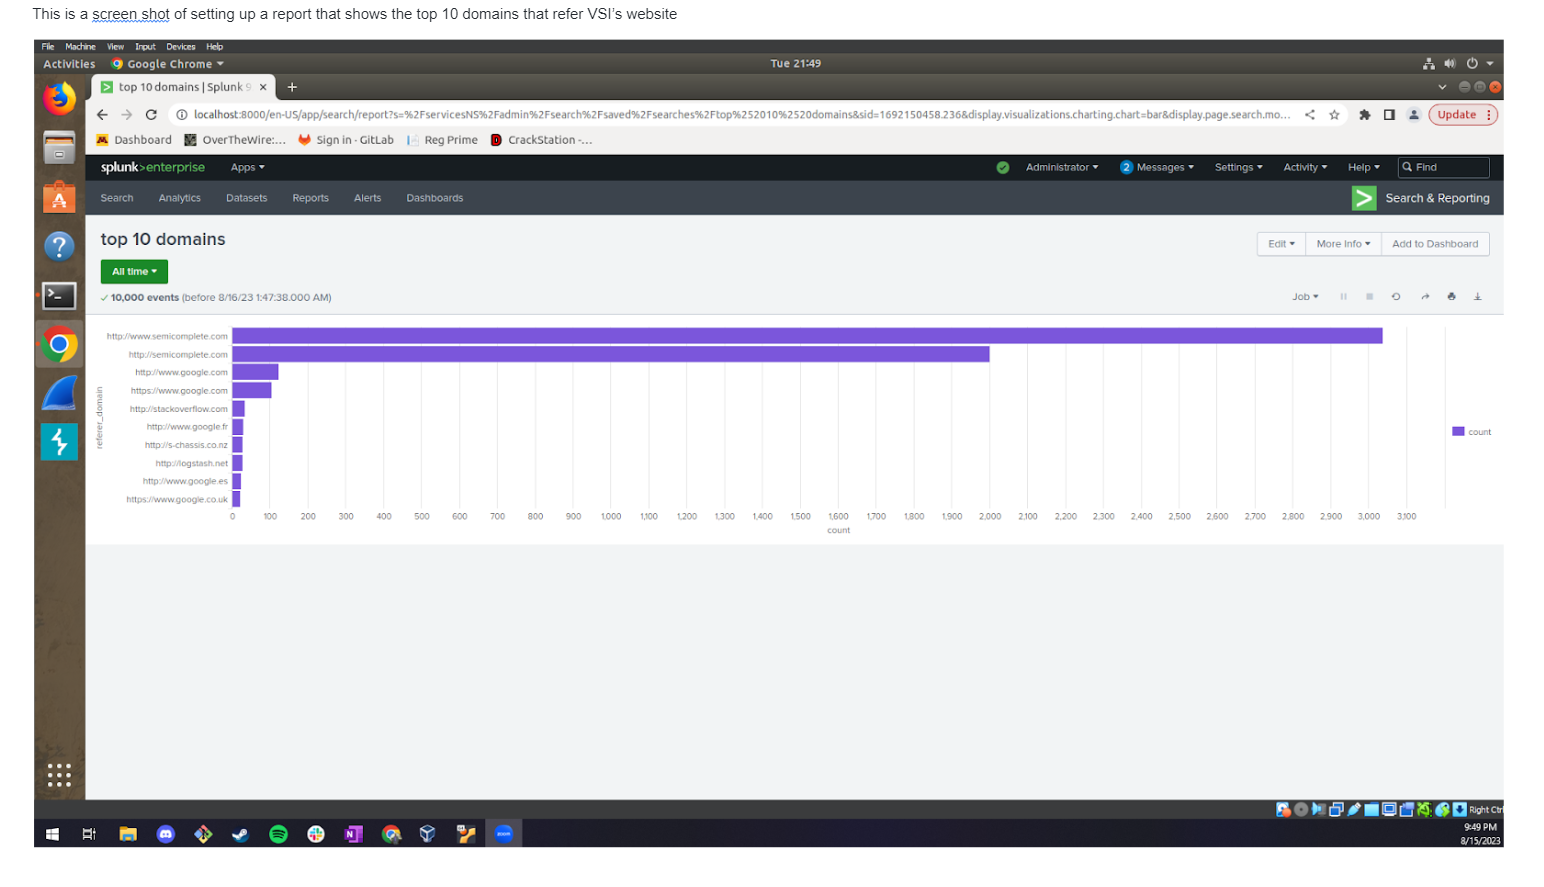 This is a screen shot of setting up a report that shows the top 10 domains that refer VSI's website
File Machine View Input Devices Help
Activities Google Chrome Tue 21:49
top 10 domains | Splunk 9
localhost:8000/en-US/app/search/report?s=%2FservicesNS%2Fadmin%2Fsearch%2Fsaved%2Fsearches%2Ftop%252010%2520domains&sid=1692150458.236&display.visualizations.charting.chart=bar&display.page.search.mo... Update
Dashboard OverTheWire:... Sign in - GitLab Reg Prime CrackStation -...
splunk>enterprise Apps Administrator 2 Messages Settings Activity Help Find
Search Analytics Datasets Reports Alerts Dashboards Search & Reporting
top 10 domains
Edit More Info Add to Dashboard
All time
10,000 events (before 8/16/23 1:47:38.000 AM)
Job
http://www.semicomplete.com
http://semicomplete.com
http://www.google.com
https://www.google.com
http://stackoverflow.com
http://www.google.fr
http://s-chassis.co.nz
http://logstash.net
http://www.google.es
https://www.google.co.uk
referer_domain
count
0 100 200 300 400 500 600 700 800 900 1,000 1,100 1,200 1,300 1,400 1,500 1,600 1,700 1,800 1,900 2,000 2,100 2,200 2,300 2,400 2,500 2,600 2,700 2,800 2,900 3,000 3,100
count
Right Ctrl
zoom
9:49 PM
8/15/2023